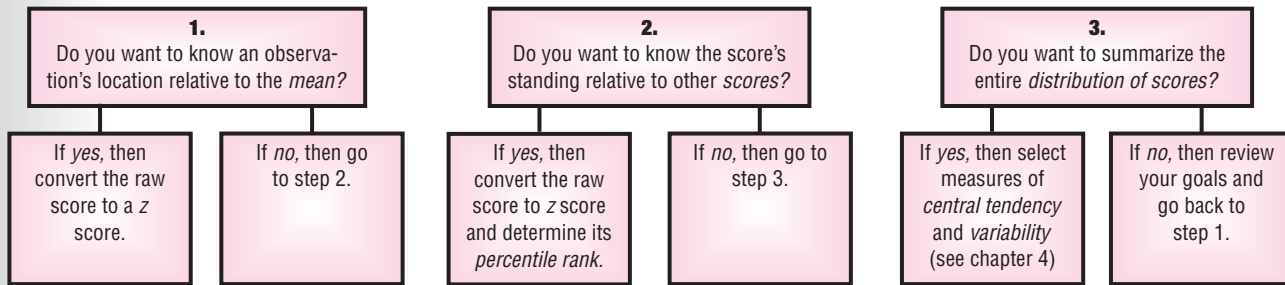 1.
Do you want to know an observa-
tion's location relative to the mean?
If yes, then
convert the raw
score to a z
score.
If no, then go
to step 2.
2.
Do you want to know the score's
standing relative to other scores?
If yes, then
convert the raw
score to z score
and determine its
percentile rank.
If no, then go to
step 3.
3.
Do you want to summarize the
entire distribution of scores?
If yes, then select
measures of
central tendency
and variability
(see chapter 4)
If no, then review
your goals and
go back to
step 1.